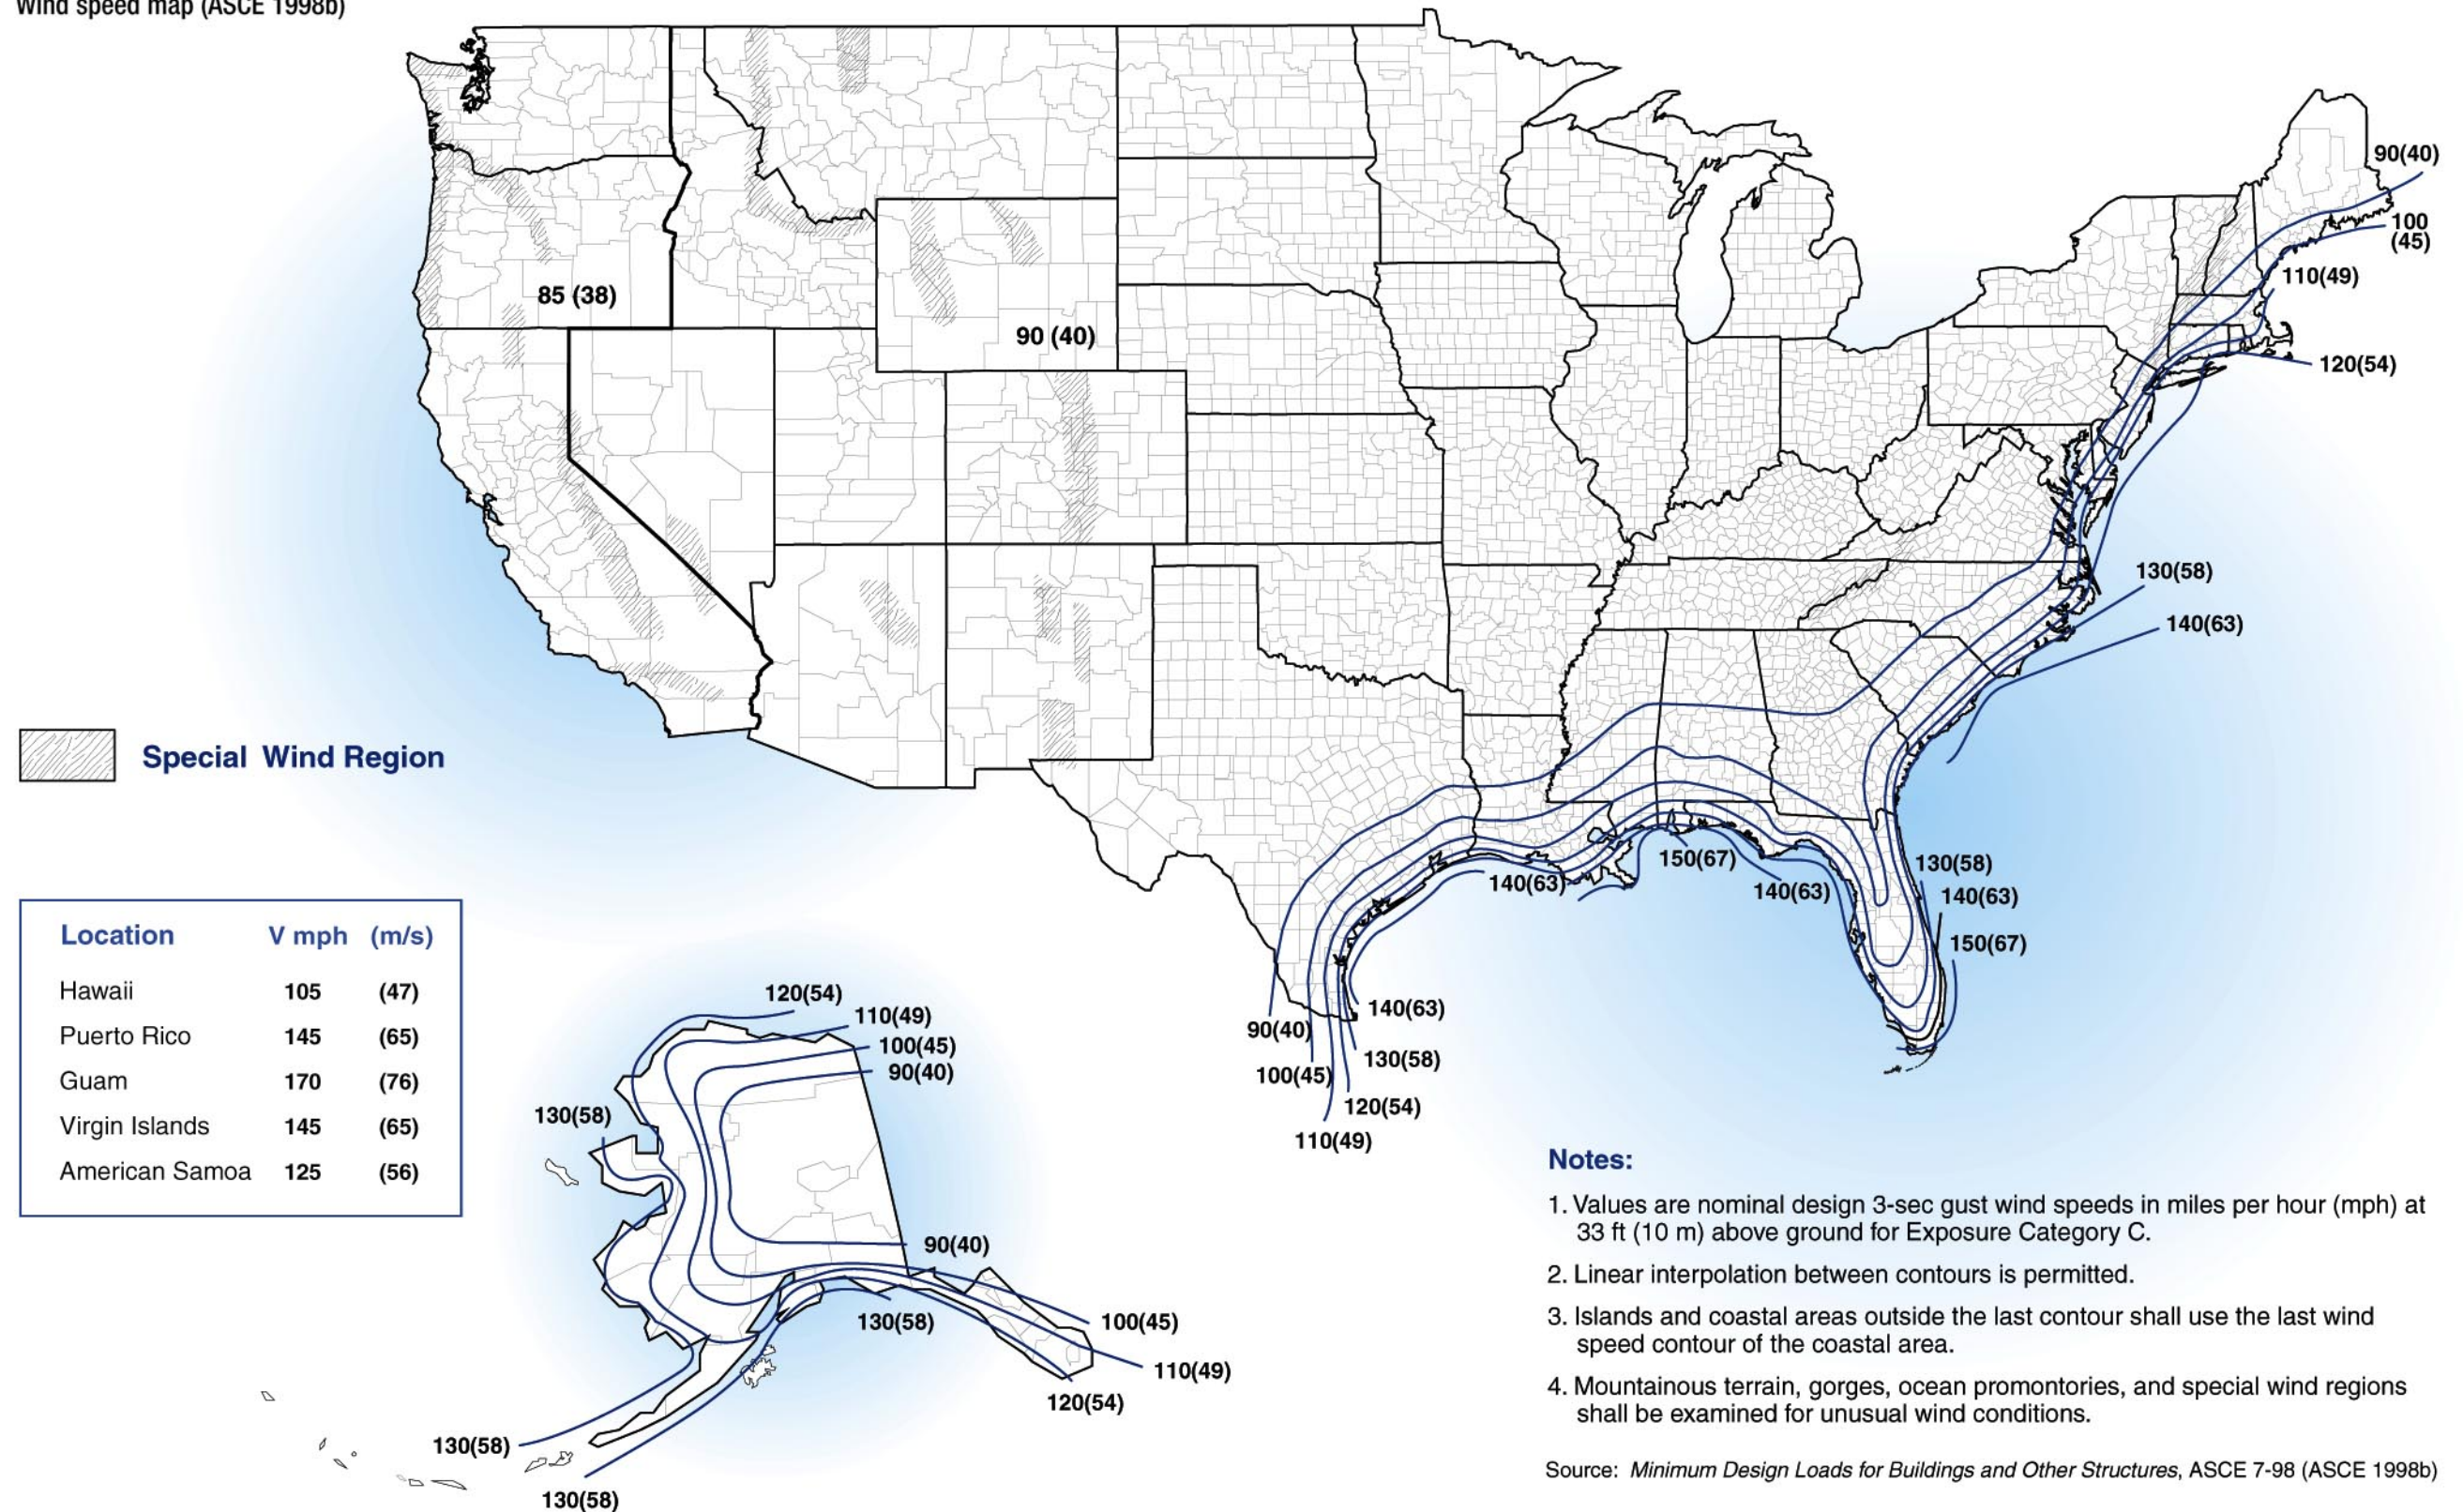 Wind speed map (ASCE 1998b)
90(40)
100
(45)
110(49)
85 (38)
90 (40)
120(54)
130(58)
140(63)
Special Wind Region
150(67)
140(63)
140(63)
130(58)
140(63)
150(67)
Location V mph (m/s)
Hawaii 105 (47)
Puerto Rico 145 (65)
Guam 170 (76)
Virgin Islands 145 (65)
American Samoa 125 (56)
120(54)
110(49)
100(45)
90(40)
130(58)
90(40)
130(58)
100(45)
110(49)
120(54)
130(58)
130(58)
140(63)
90(40)
130(58)
100(45)
120(54)
110(49)
Notes:
1. Values are nominal design 3-sec gust wind speeds in miles per hour (mph) at
33 ft (10 m) above ground for Exposure Category C.
2. Linear interpolation between contours is permitted.
3. Islands and coastal areas outside the last contour shall use the last wind
speed contour of the coastal area.
4. Mountainous terrain, gorges, ocean promontories, and special wind regions
shall be examined for unusual wind conditions.
Source: Minimum Design Loads for Buildings and Other Structures, ASCE 7-98 (ASCE 1998b)